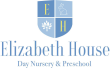 E
H
Elizabeth House
Day Nursery & Preschool